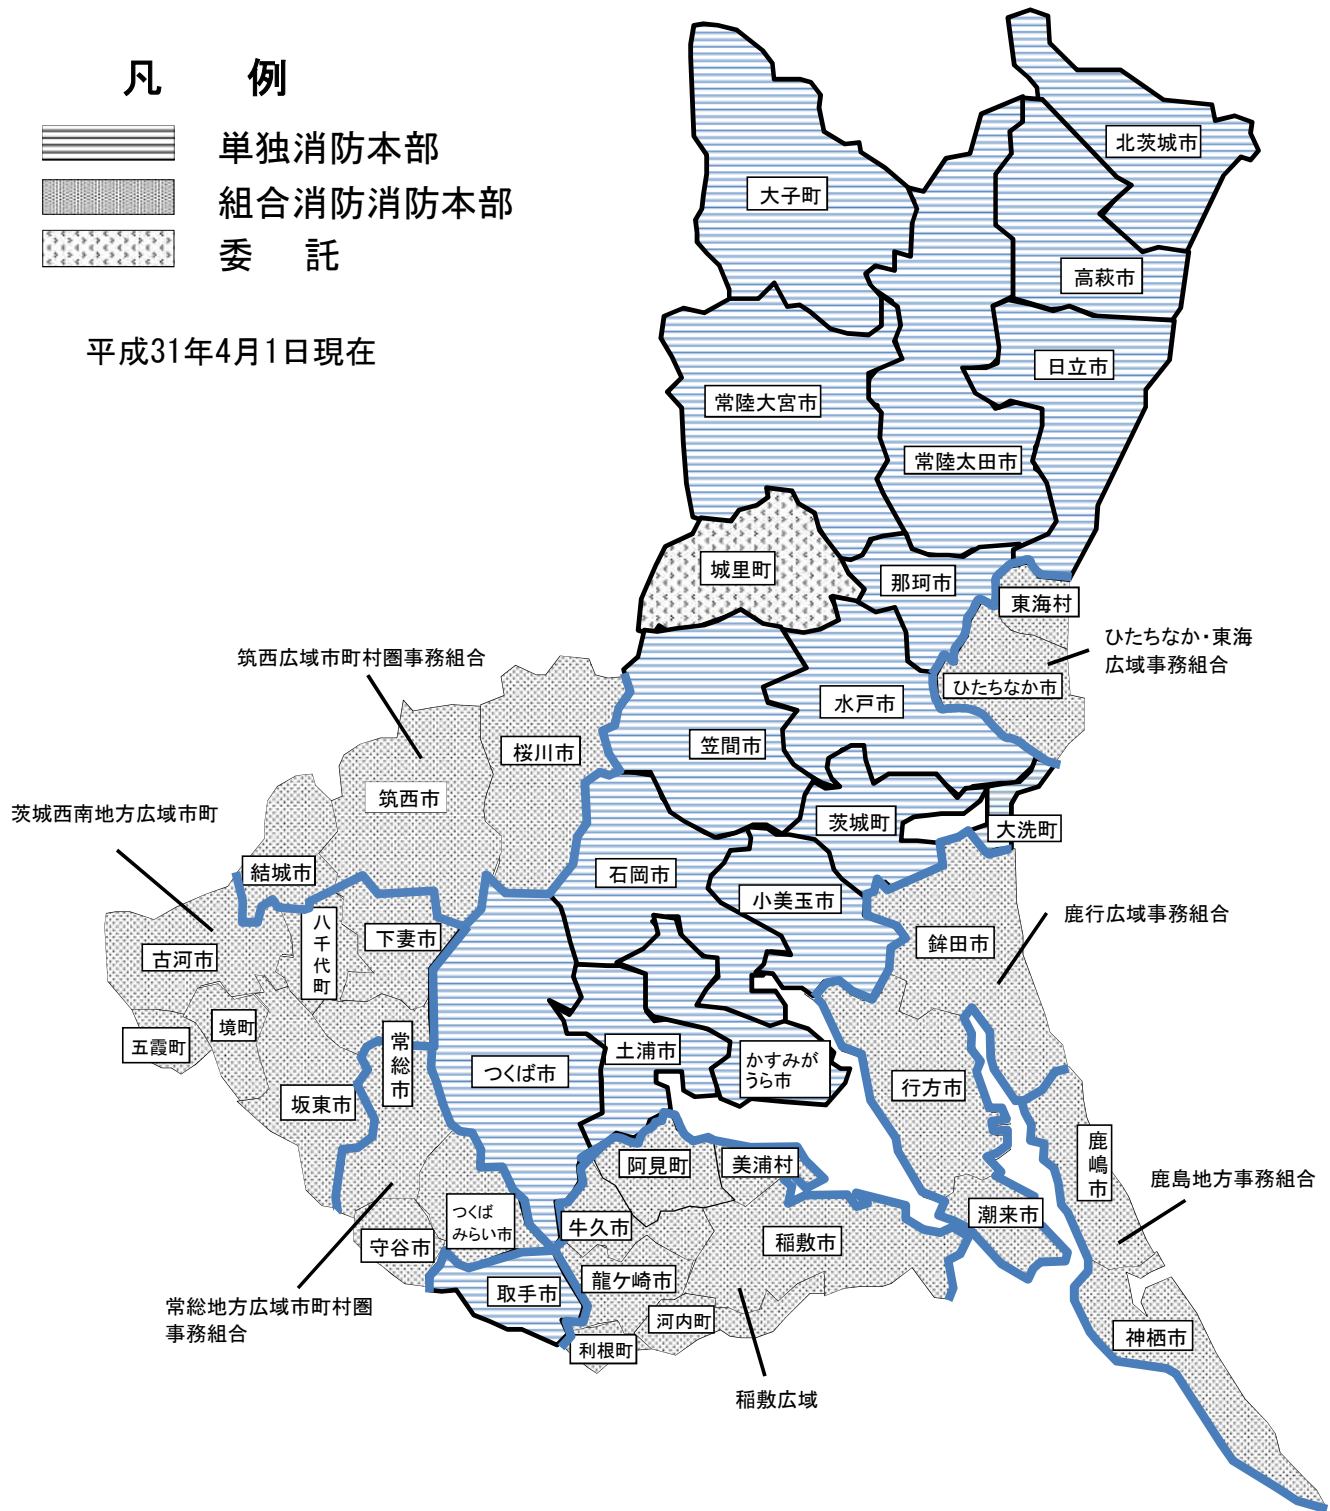 凡　例
単独消防本部
組合消防消防本部
委　託
平成31年4月1日現在
北茨城市
大子町
高萩市
日立市
常陸大宮市
常陸太田市
城里町
那珂市
東海村
ひたちなか・東海
広域事務組合
ひたちなか市
筑西広域市町村圏事務組合
水戸市
笠間市
桜川市
筑西市
茨城西南地方広域市町
茨城町
大洗町
結城市
石岡市
小美玉市
鹿行広域事務組合
鉾田市
八千代町
下妻市
古河市
境町
五霞町
常総市
土浦市
かすみが
うら市
つくば市
坂東市
行方市
鹿嶋市
鹿島地方事務組合
阿見町
美浦村
潮来市
つくば
みらい市
牛久市
守谷市
稲敷市
龍ケ崎市
取手市
常総地方広域市町村圏
事務組合
河内町
利根町
神栖市
稲敷広域